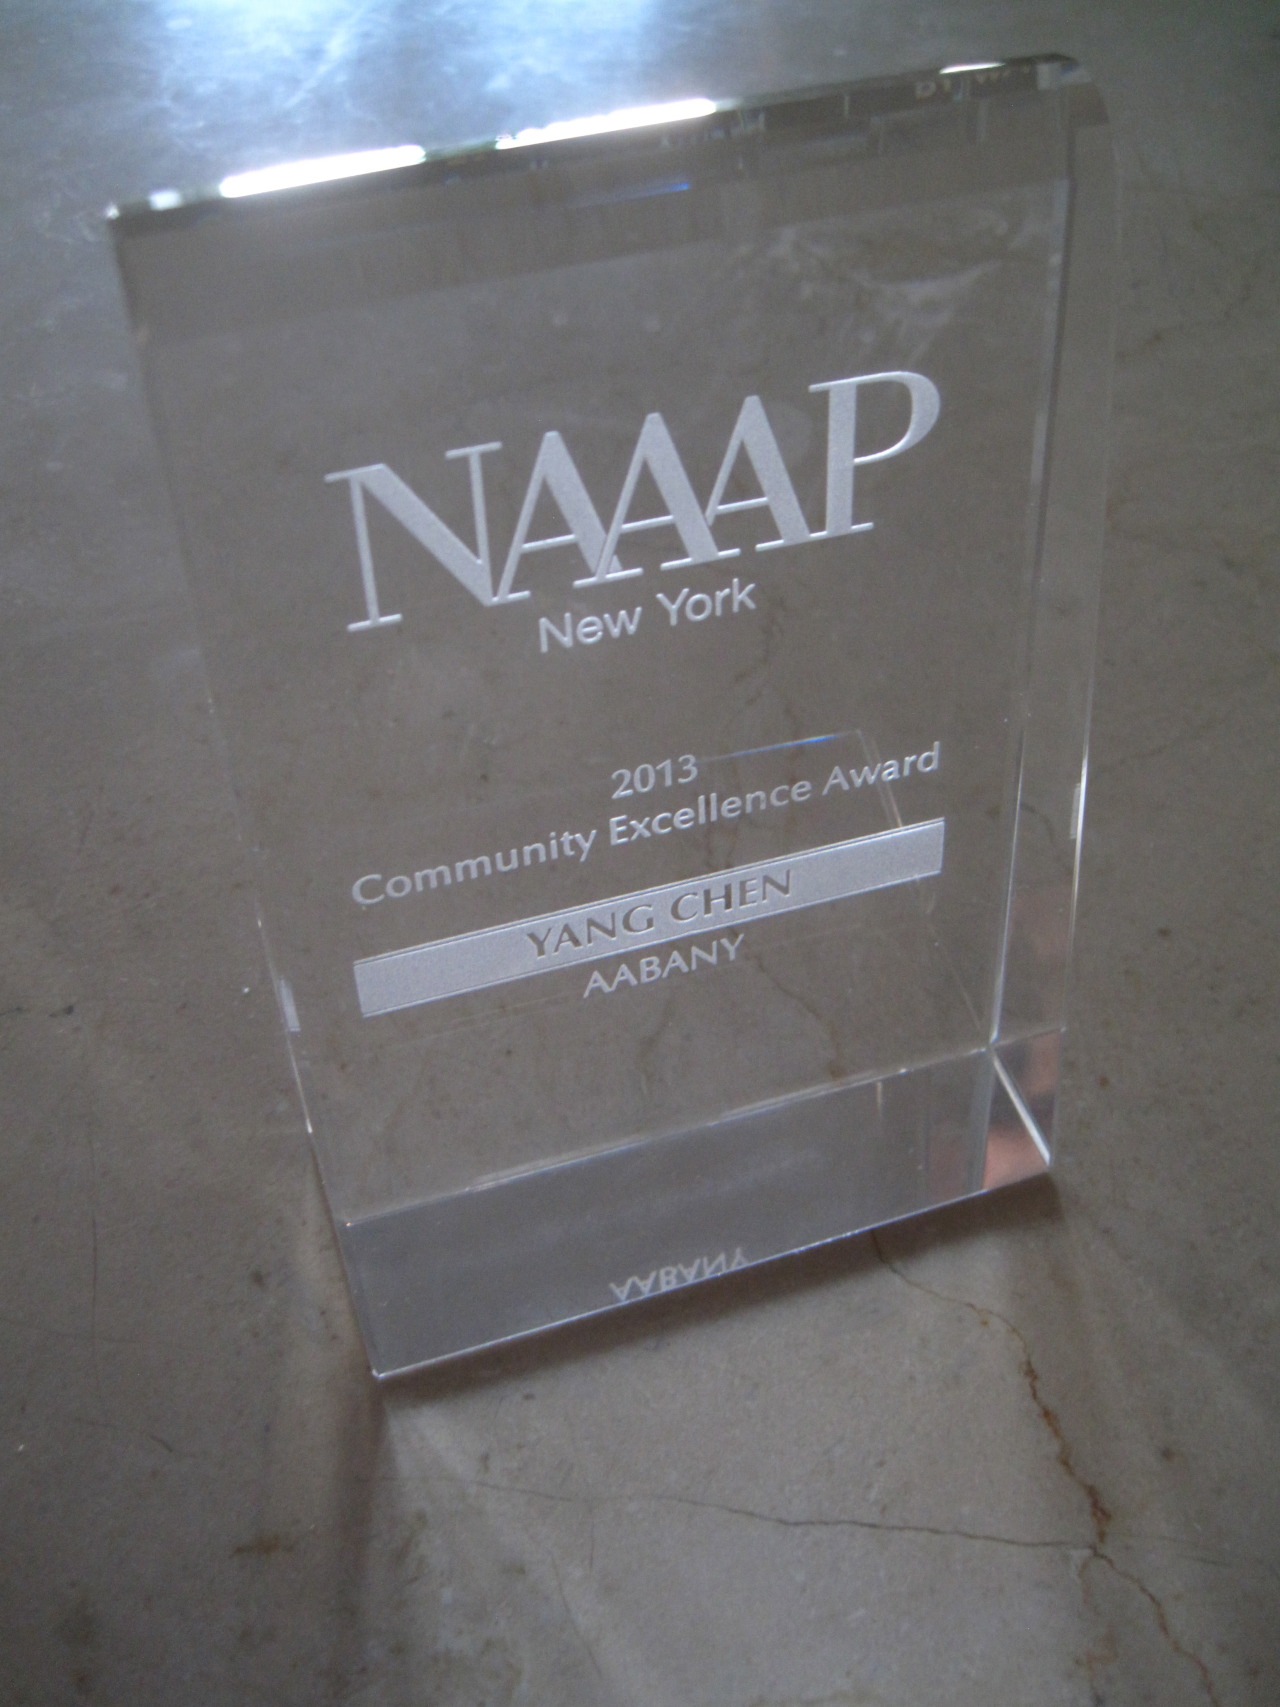 NAAAP
New York
2013
Community Excellence Award
YANG CHEN
AABANY